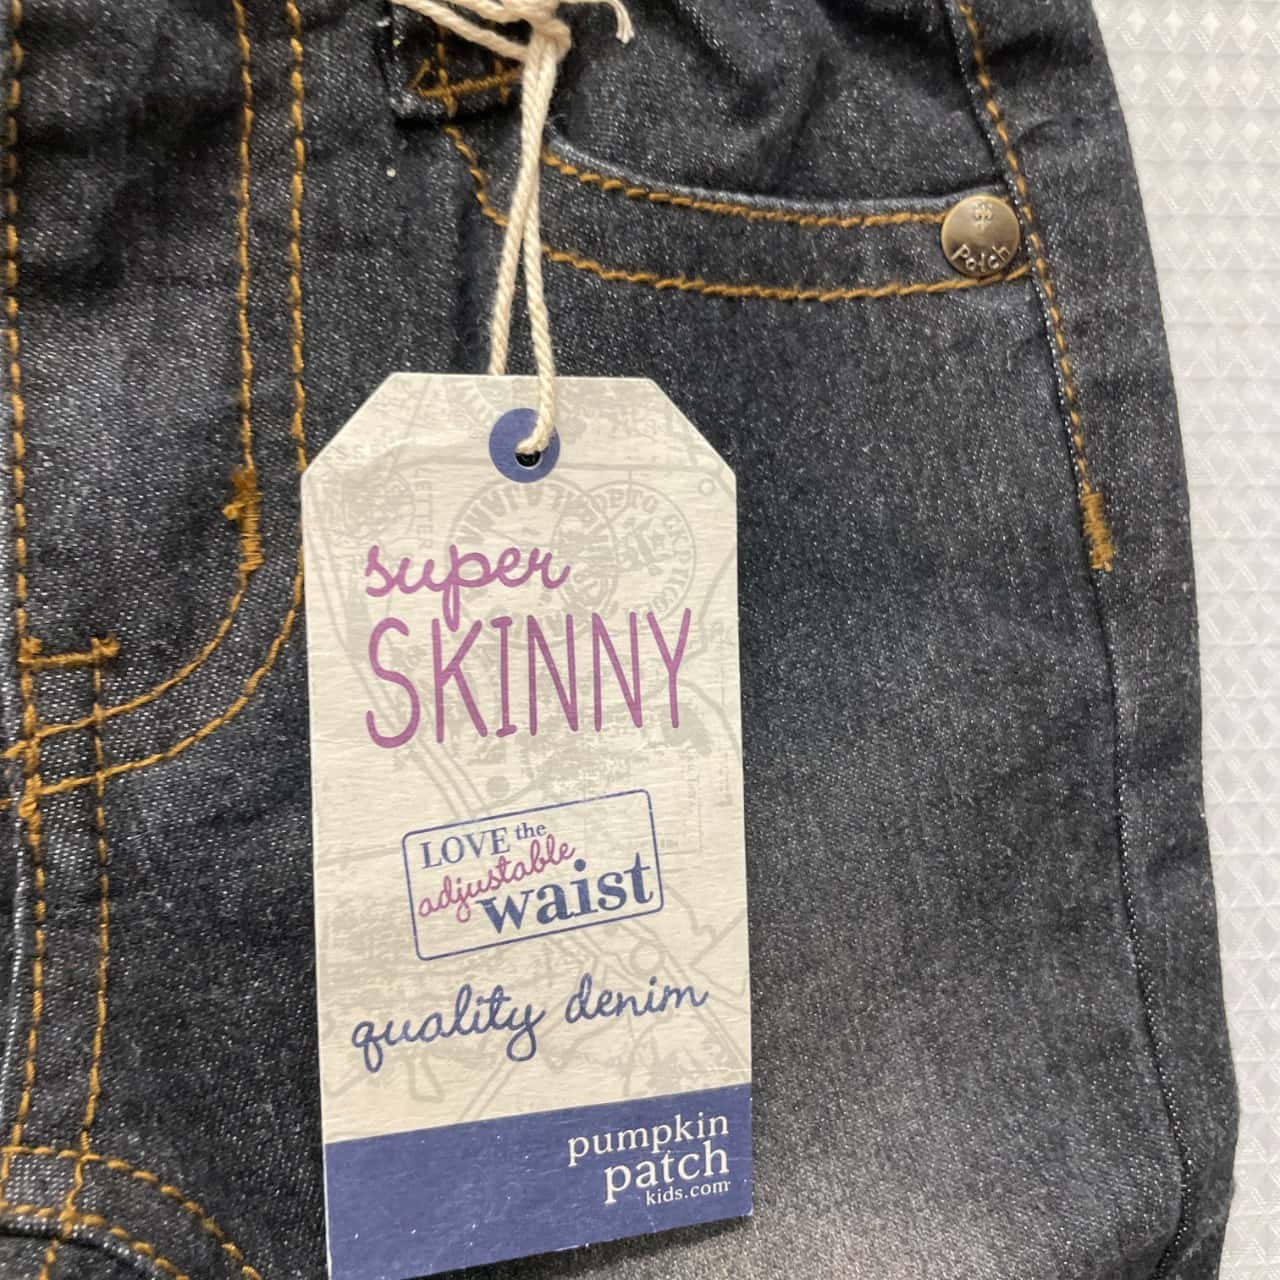 Patch
super
SKINNY
LOVE the
adjustable
waist
quality denim
pumpkin
patch
kids.com